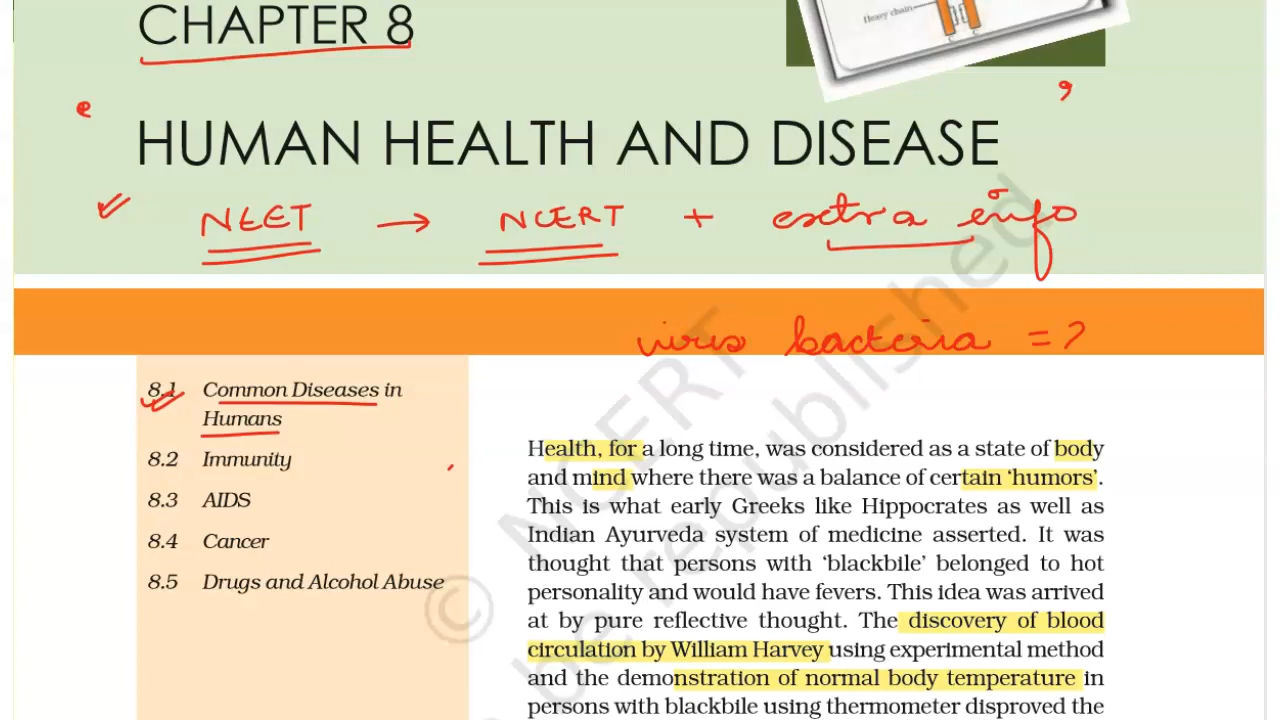 CHAPTER 8
Heavy chain
HUMAN HEALTH AND DISEASE
NEET → NCERT + extra info
virus bacteria = ?
8.1 Common Diseases in
Humans
8.2 Immunity
8.3 AIDS
8.4 Cancer
8.5 Drugs and Alcohol Abuse
Health, for a long time, was considered as a state of body
and mind where there was a balance of certain ‘humors’.
This is what early Greeks like Hippocrates as well as
Indian Ayurveda system of medicine asserted. It was
thought that persons with ‘blackbile’ belonged to hot
personality and would have fevers. This idea was arrived
at by pure reflective thought. The discovery of blood
circulation by William Harvey using experimental method
and the demonstration of normal body temperature in
persons with blackbile using thermometer disproved the
© NCERT
be republished